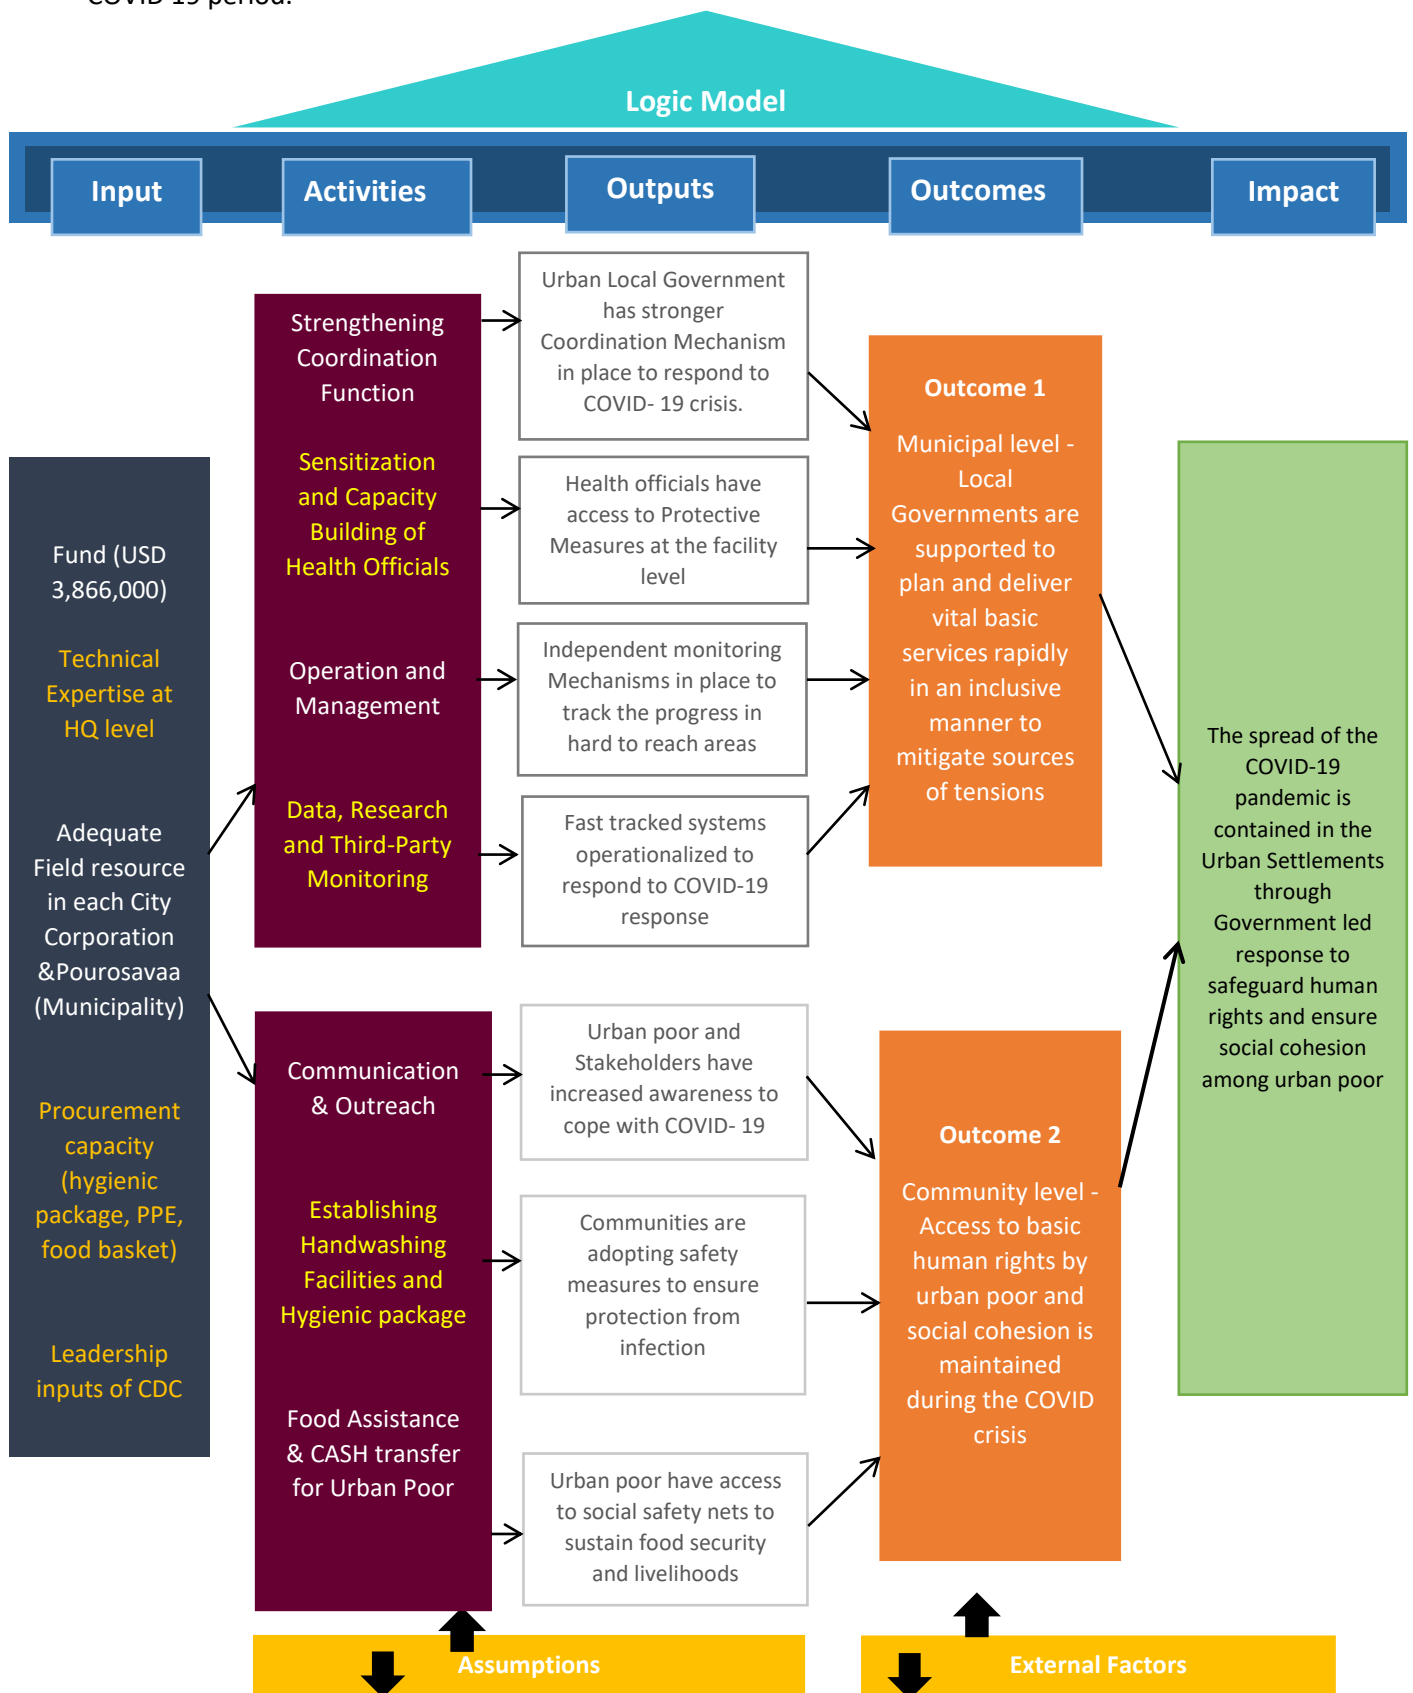 COVID 19 period.
Logic Model
Input
Activities
Outputs
Outcomes
Impact
Fund (USD
3,866,000)
Technical
Expertise at
HQ level
Adequate
Field resource
in each City
Corporation
&Pourosavaa
(Municipality)
Procurement
capacity
(hygienic
package, PPE,
food basket)
Leadership
inputs of CDC
Strengthening
Coordination
Function
Sensitization
and Capacity
Building of
Health Officials
Operation and
Management
Data, Research
and Third-Party
Monitoring
Communication
& Outreach
Establishing
Handwashing
Facilities and
Hygienic package
Food Assistance
& CASH transfer
for Urban Poor
Urban Local Government
has stronger
Coordination Mechanism
in place to respond to
COVID- 19 crisis.
Health officials have
access to Protective
Measures at the facility
level
Independent monitoring
Mechanisms in place to
track the progress in
hard to reach areas
Fast tracked systems
operationalized to
respond to COVID-19
response
Urban poor and
Stakeholders have
increased awareness to
cope with COVID- 19
Communities are
adopting safety
measures to ensure
protection from
infection
Urban poor have access
to social safety nets to
sustain food security
and livelihoods
Outcome 1
Municipal level -
Local
Governments are
supported to
plan and deliver
vital basic
services rapidly
in an inclusive
manner to
mitigate sources
of tensions
Outcome 2
Community level -
Access to basic
human rights by
urban poor and
social cohesion is
maintained
during the COVID
crisis
The spread of the
COVID-19
pandemic is
contained in the
Urban Settlements
through
Government led
response to
safeguard human
rights and ensure
social cohesion
among urban poor
Assumptions
External Factors